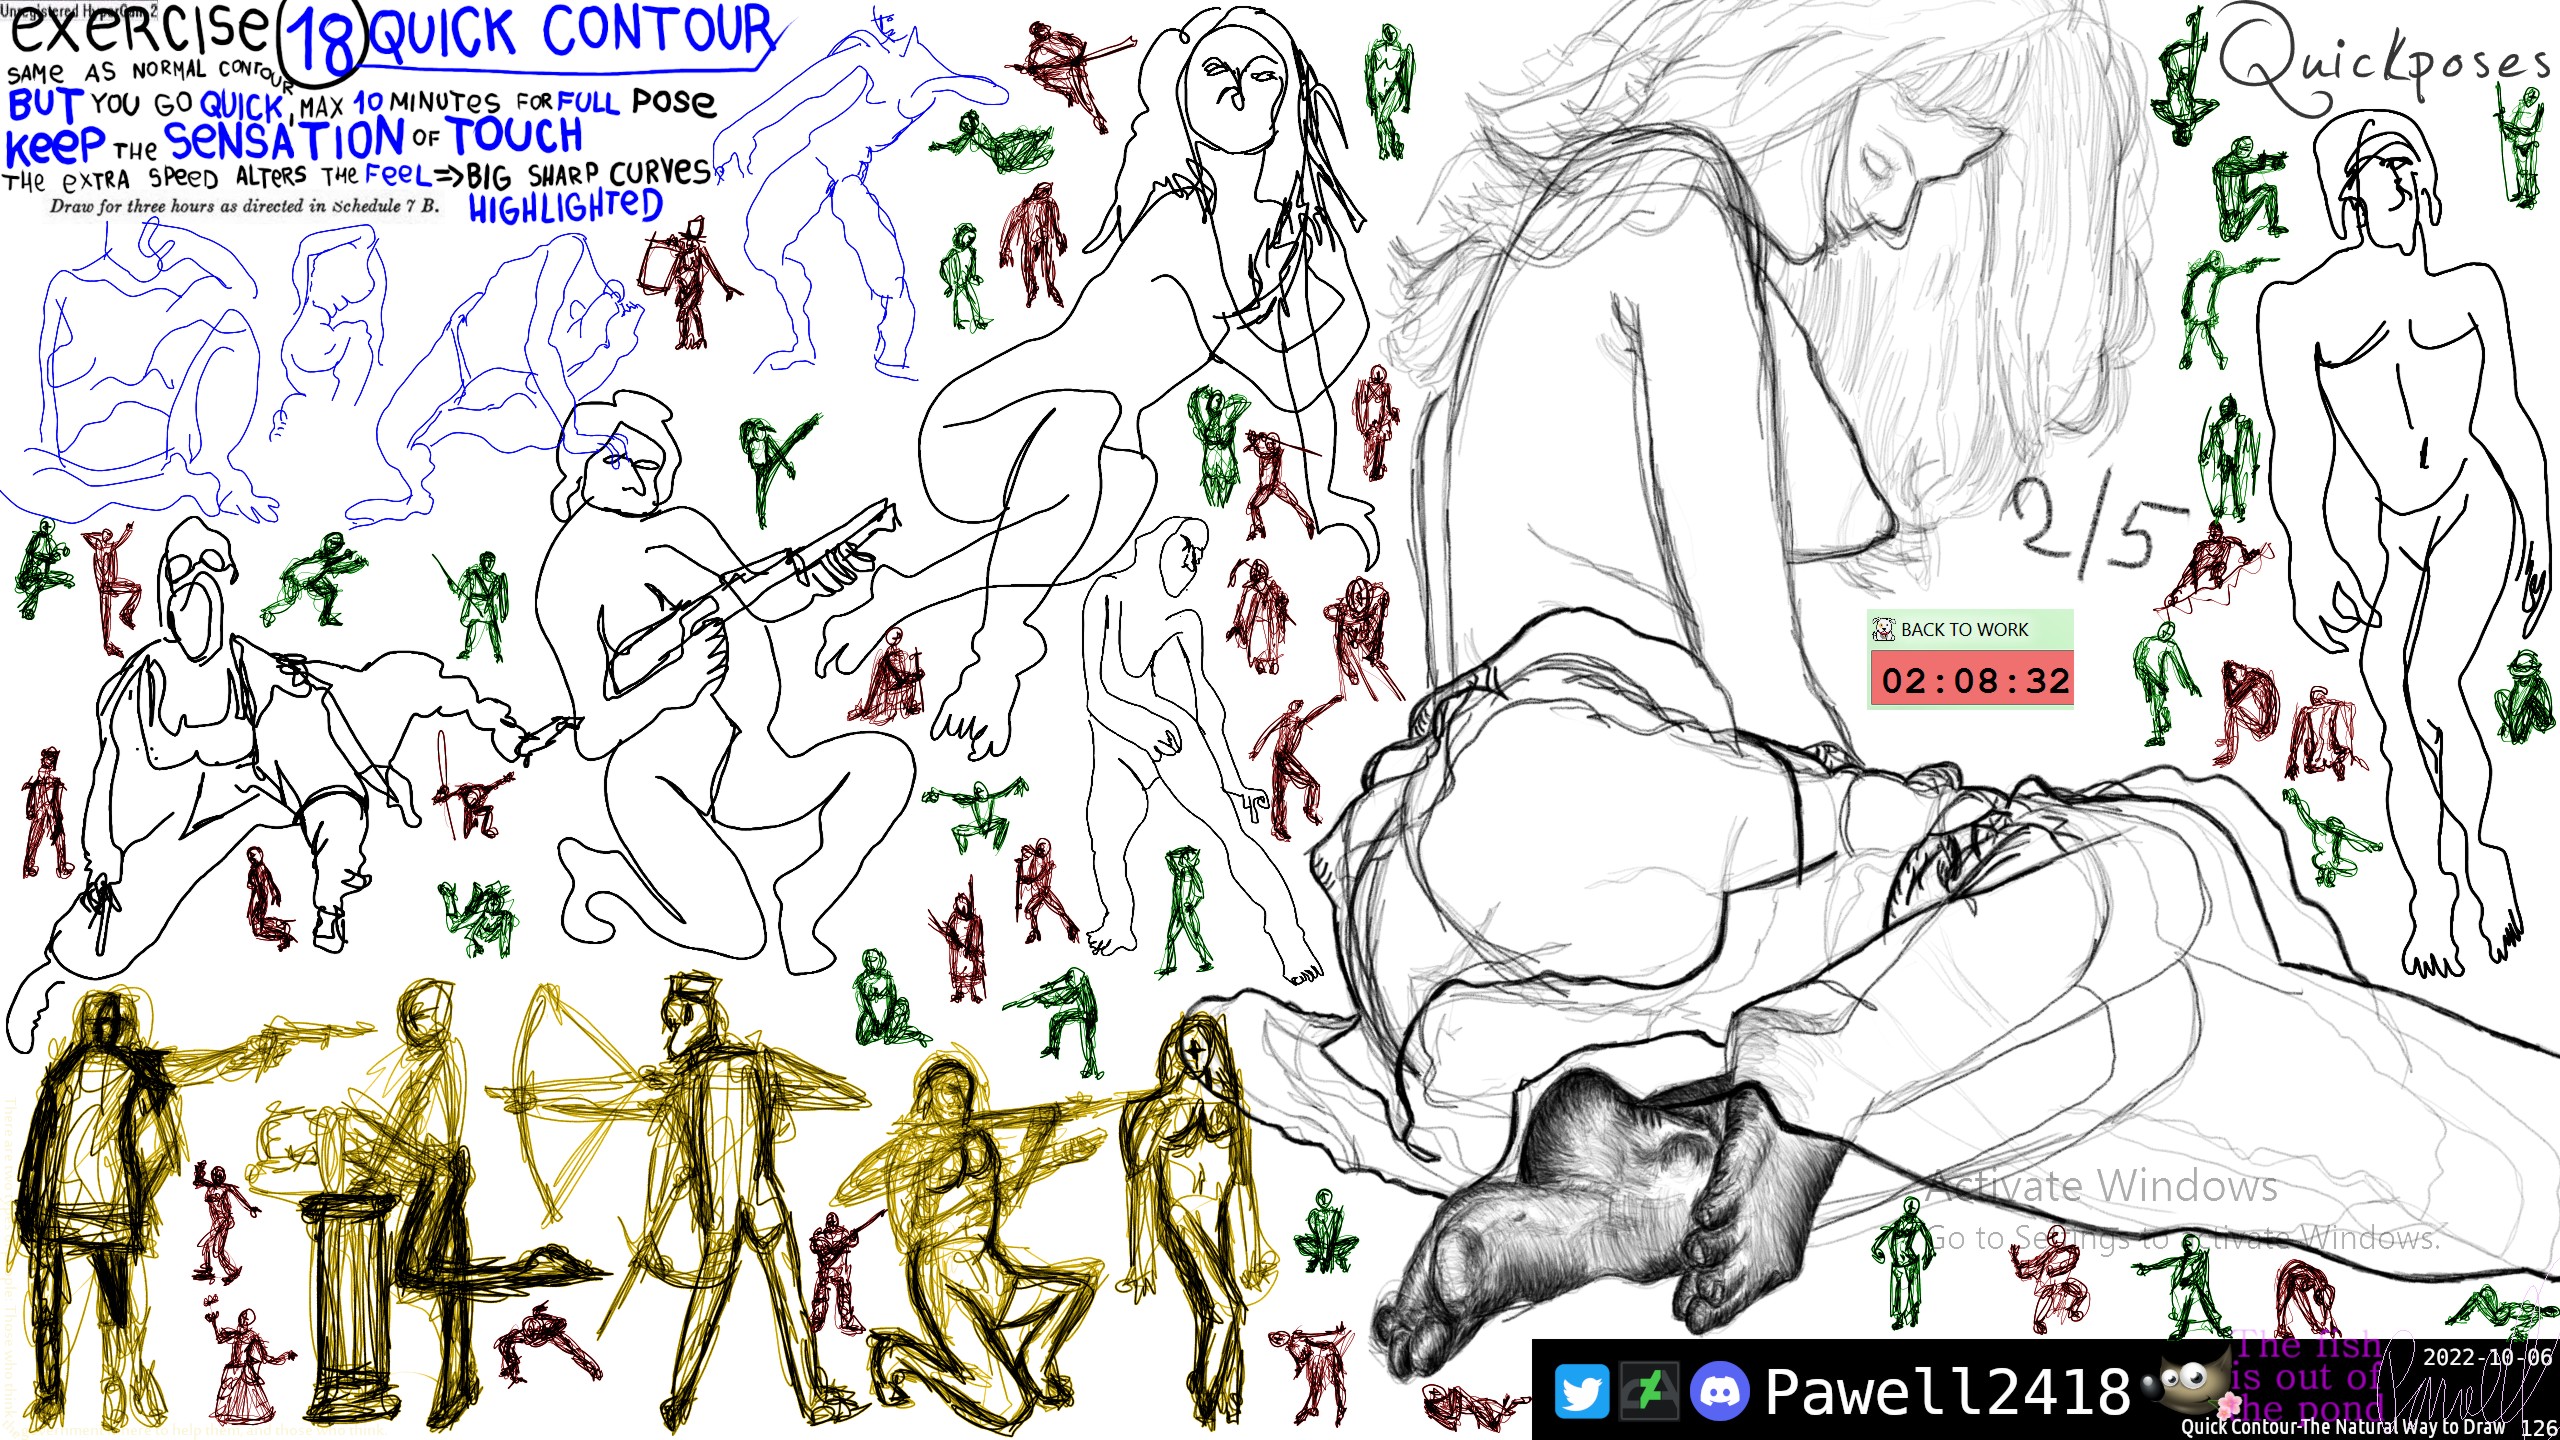 Unregistered HyperCam 2
EXERCISE 18 QUICK CONTOUR
SAME AS NORMAL CONTOUR
BUT YOU GO QUICK, MAX 10 MINUTES FOR FULL POSE
KEEP THE SENSATION OF TOUCH
THE EXTRA SPEED ALTERS THE FEEL => BIG SHARP CURVES
HIGHLIGHTED
Draw for three hours as directed in Schedule 7 B.
Quickposes
2/5
BACK TO WORK
02:08:32
Activate Windows
Go to Settings to activate Windows.
Pawell2418
The fish
is out of
the pond
Pawell
2022-10-06
Quick Contour-The Natural Way to Draw 126